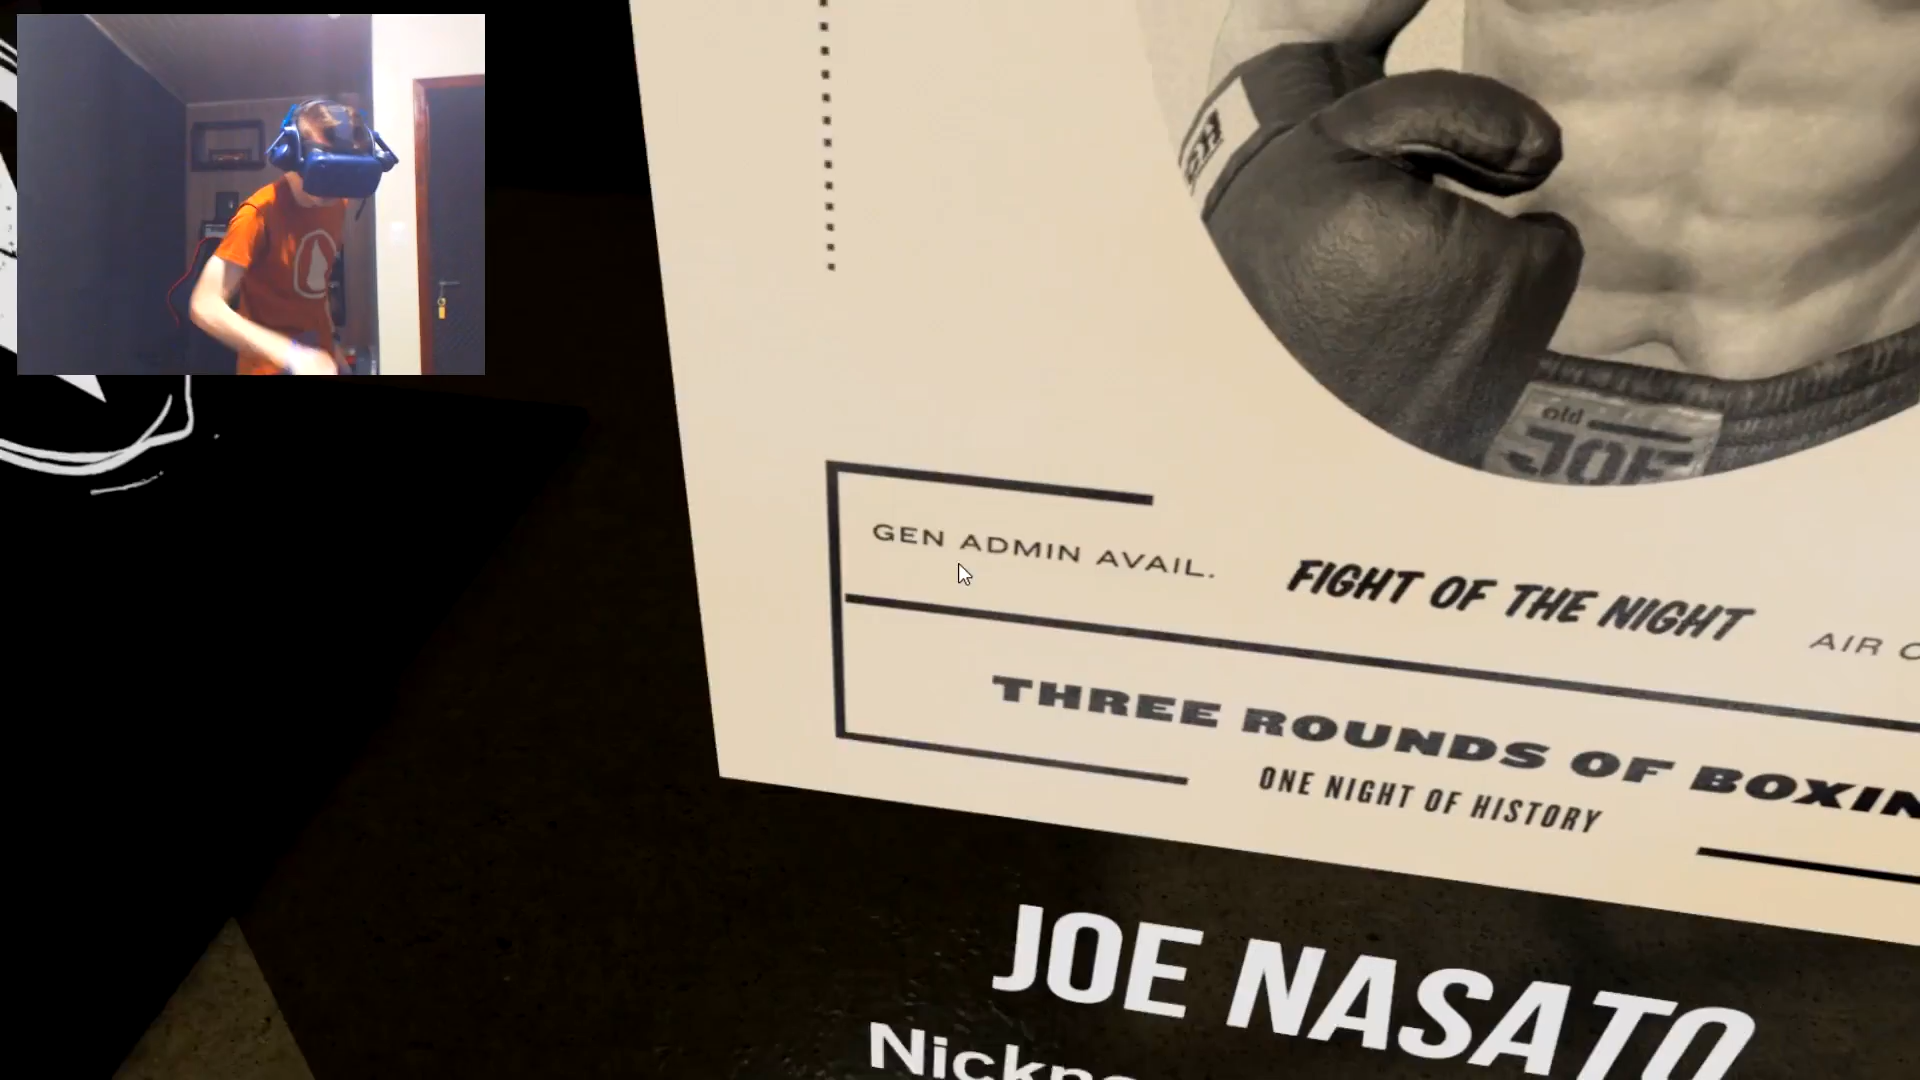 old
JOE
GEN ADMIN AVAIL.
FIGHT OF THE NIGHT
AIR
THREE ROUNDS OF
ONE NIGHT OF HISTORY
JOE NASATO